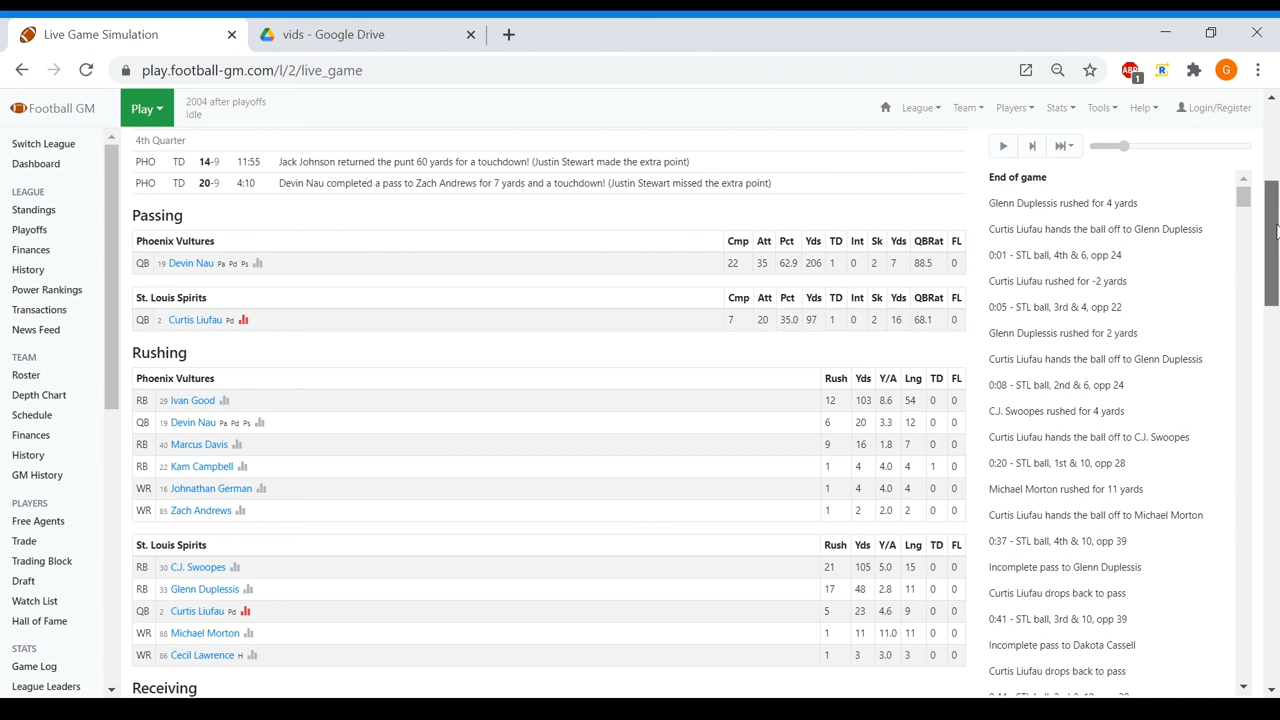 Live Game Simulation
vids - Google Drive
play.football-gm.com/l/2/live_game
ABP
1
R
G
Football GM
Play
2004 after playoffs
Idle
League
Team
Players
Stats
Tools
Help
Login/Register
Switch League
Dashboard
LEAGUE
Standings
Playoffs
Finances
History
Power Rankings
Transactions
News Feed
TEAM
Roster
Depth Chart
Schedule
Finances
History
GM History
PLAYERS
Free Agents
Trade
Trading Block
Draft
Watch List
Hall of Fame
STATS
Game Log
League Leaders
4th Quarter
PHO TD 14-9 11:55 Jack Johnson returned the punt 60 yards for a touchdown! (Justin Stewart made the extra point)
PHO TD 20-9 4:10 Devin Nau completed a pass to Zach Andrews for 7 yards and a touchdown! (Justin Stewart missed the extra point)
Passing
Phoenix Vultures Cmp Att Pct Yds TD Int Sk Yds QBRat FL
QB 19 Devin Nau Pa Pd Ps 22 35 62.9 206 1 0 2 7 88.5 0
St. Louis Spirits Cmp Att Pct Yds TD Int Sk Yds QBRat FL
QB 2 Curtis Liufau Pd 7 20 35.0 97 1 0 2 16 68.1 0
Rushing
Phoenix Vultures Rush Yds Y/A Lng TD FL
RB 29 Ivan Good 12 103 8.6 54 0 0
QB 19 Devin Nau Pa Pd Ps 6 20 3.3 12 0 0
RB 40 Marcus Davis 9 16 1.8 7 0 0
RB 22 Kam Campbell 1 4 4.0 4 1 0
WR 16 Johnathan German 1 4 4.0 4 0 0
WR 85 Zach Andrews 1 2 2.0 2 0 0
St. Louis Spirits Rush Yds Y/A Lng TD FL
RB 30 C.J. Swoopes 21 105 5.0 15 0 0
RB 33 Glenn Duplessis 17 48 2.8 11 0 0
QB 2 Curtis Liufau Pd 5 23 4.6 9 0 0
WR 88 Michael Morton 1 11 11.0 11 0 0
WR 86 Cecil Lawrence H 1 3 3.0 3 0 0
Receiving
End of game
Glenn Duplessis rushed for 4 yards
Curtis Liufau hands the ball off to Glenn Duplessis
0:01 - STL ball, 4th & 6, opp 24
Curtis Liufau rushed for -2 yards
0:05 - STL ball, 3rd & 4, opp 22
Glenn Duplessis rushed for 2 yards
Curtis Liufau hands the ball off to Glenn Duplessis
0:08 - STL ball, 2nd & 6, opp 24
C.J. Swoopes rushed for 4 yards
Curtis Liufau hands the ball off to C.J. Swoopes
0:20 - STL ball, 1st & 10, opp 28
Michael Morton rushed for 11 yards
Curtis Liufau hands the ball off to Michael Morton
0:37 - STL ball, 4th & 10, opp 39
Incomplete pass to Glenn Duplessis
Curtis Liufau drops back to pass
0:41 - STL ball, 3rd & 10, opp 39
Incomplete pass to Dakota Cassell
Curtis Liufau drops back to pass